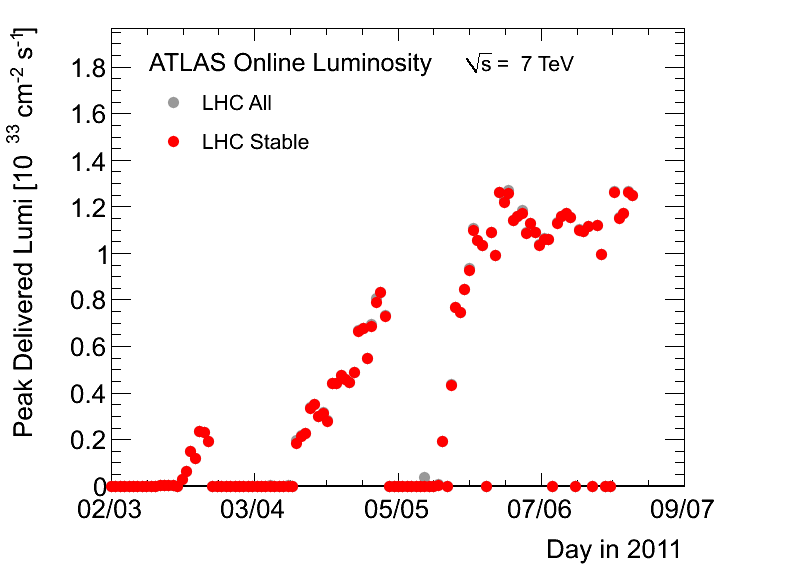 Peak Delivered Lumi [10 ³³ cm⁻² s⁻¹]
ATLAS Online Luminosity √s = 7 TeV
LHC All
LHC Stable
1.8
1.6
1.4
1.2
1
0.8
0.6
0.4
0.2
0
02/03 03/04 05/05 07/06 09/07
Day in 2011